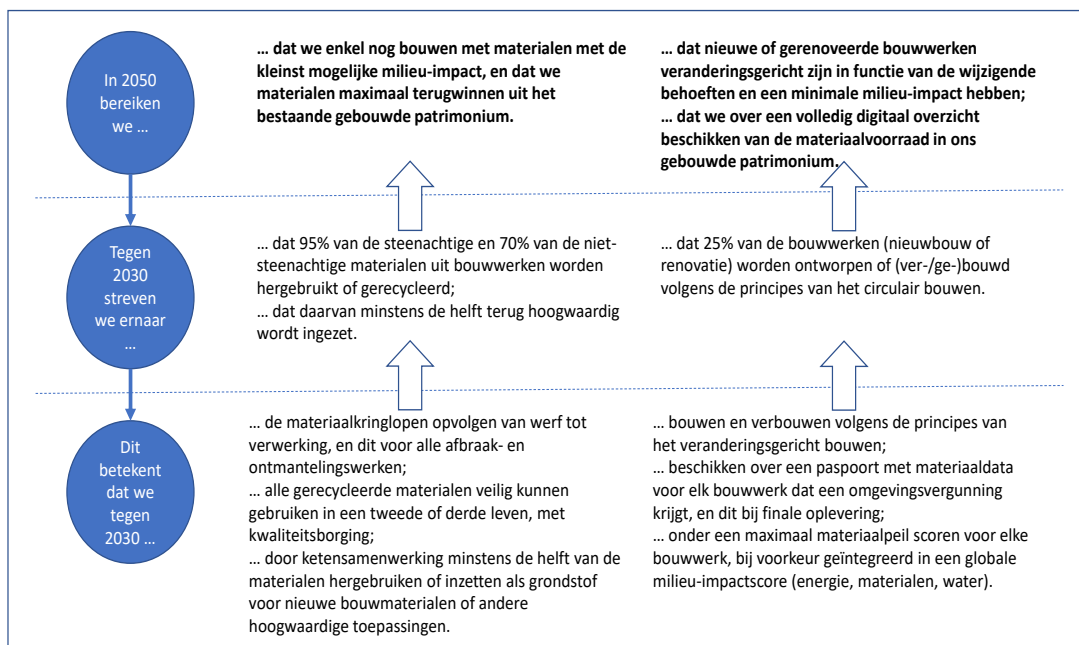 In 2050
bereiken
we …
… dat we enkel nog bouwen met materialen met de
kleinst mogelijke milieu-impact, en dat we
materialen maximaal terugwinnen uit het
bestaande gebouwde patrimonium.
… dat nieuwe of gerenoveerde bouwwerken
veranderingsgericht zijn in functie van de wijzigende
behoeften en een minimale milieu-impact hebben;
… dat we over een volledig digitaal overzicht
beschikken van de materiaalvoorraad in ons
gebouwde patrimonium.
Tegen
2030
streven
we ernaar
…
… dat 95% van de steenachtige en 70% van de niet-
steenachtige materialen uit bouwwerken worden
hergebruikt of gerecycleerd;
… dat daarvan minstens de helft terug hoogwaardig
wordt ingezet.
… dat 25% van de bouwwerken (nieuwbouw of
renovatie) worden ontworpen of (ver-/ge-)bouwd
volgens de principes van het circulair bouwen.
Dit
betekent
dat we
tegen
2030 …
… de materiaalkringlopen opvolgen van werf tot
verwerking, en dit voor alle afbraak- en
ontmantelingswerken;
… alle gerecycleerde materialen veilig kunnen
gebruiken in een tweede of derde leven, met
kwaliteitsborging;
… door ketensamenwerking minstens de helft van de
materialen hergebruiken of inzetten als grondstof
voor nieuwe bouwmaterialen of andere
hoogwaardige toepassingen.
… bouwen en verbouwen volgens de principes van
het veranderingsgericht bouwen;
… beschikken over een paspoort met materiaaldata
voor elk bouwwerk dat een omgevingsvergunning
krijgt, en dit bij finale oplevering;
… onder een maximaal materiaalpeil scoren voor elke
bouwwerk, bij voorkeur geïntegreerd in een globale
milieu-impactscore (energie, materialen, water).